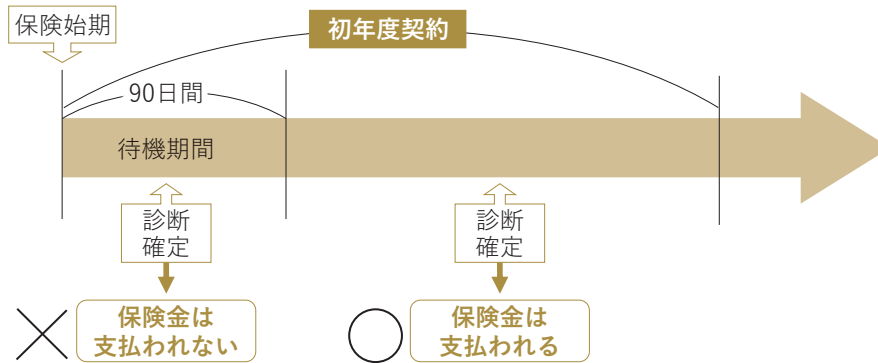 保険始期
初年度契約
90日間
待機期間
診断
確定
診断
確定
保険金は
支払われない
保険金は
支払われる